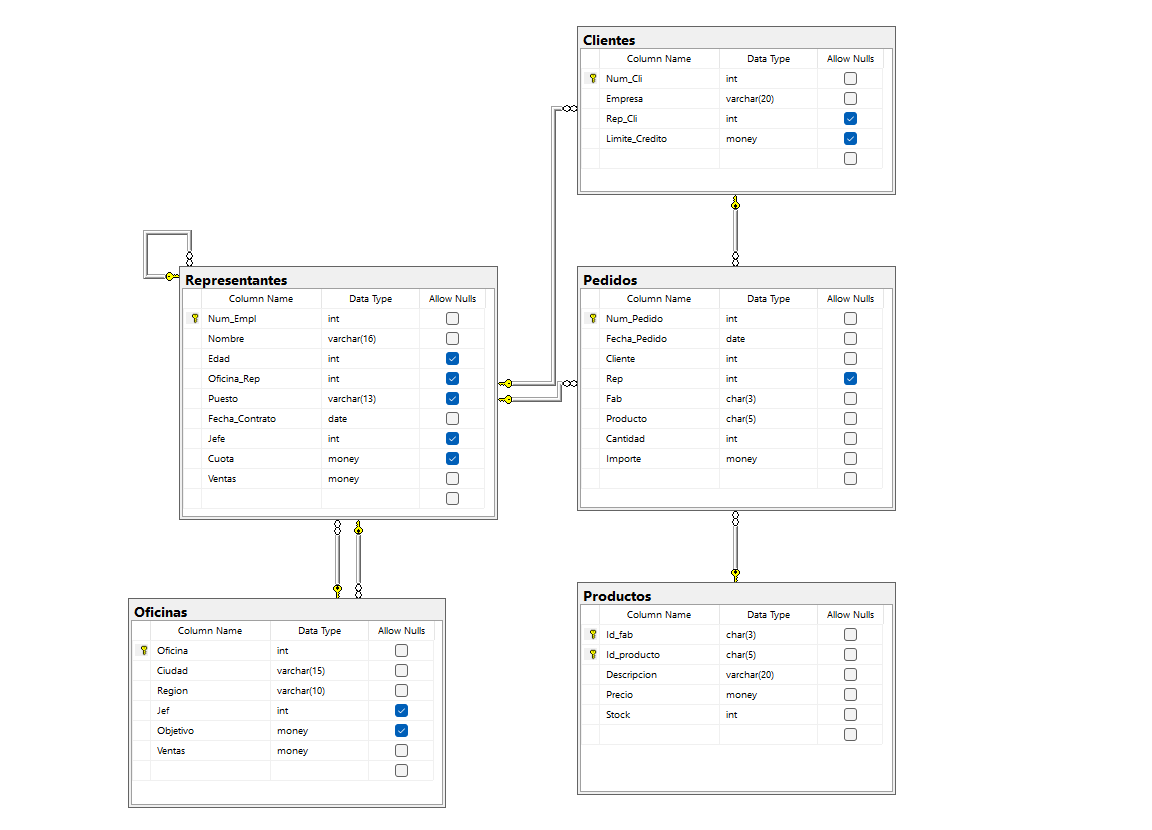 Clientes
Column Name Data Type Allow Nulls
Num_Cli int
Empresa varchar(20)
Rep_Cli int
Limite_Credito money
Representantes
Column Name Data Type Allow Nulls
Num_Empl int
Nombre varchar(16)
Edad int
Oficina_Rep int
Puesto varchar(13)
Fecha_Contrato date
Jefe int
Cuota money
Ventas money
Pedidos
Column Name Data Type Allow Nulls
Num_Pedido int
Fecha_Pedido date
Cliente int
Rep int
Fab char(3)
Producto char(5)
Cantidad int
Importe money
Oficinas
Column Name Data Type Allow Nulls
Oficina int
Ciudad varchar(15)
Region varchar(10)
Jef int
Objetivo money
Ventas money
Productos
Column Name Data Type Allow Nulls
Id_fab char(3)
Id_producto char(5)
Descripcion varchar(20)
Precio money
Stock int